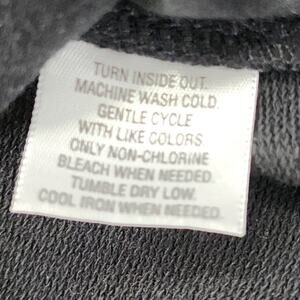 TURN INSIDE OUT.
MACHINE WASH COLD.
GENTLE CYCLE
WITH LIKE COLORS.
ONLY NON-CHLORINE
BLEACH WHEN NEEDED.
TUMBLE DRY LOW.
COOL IRON WHEN NEEDED.